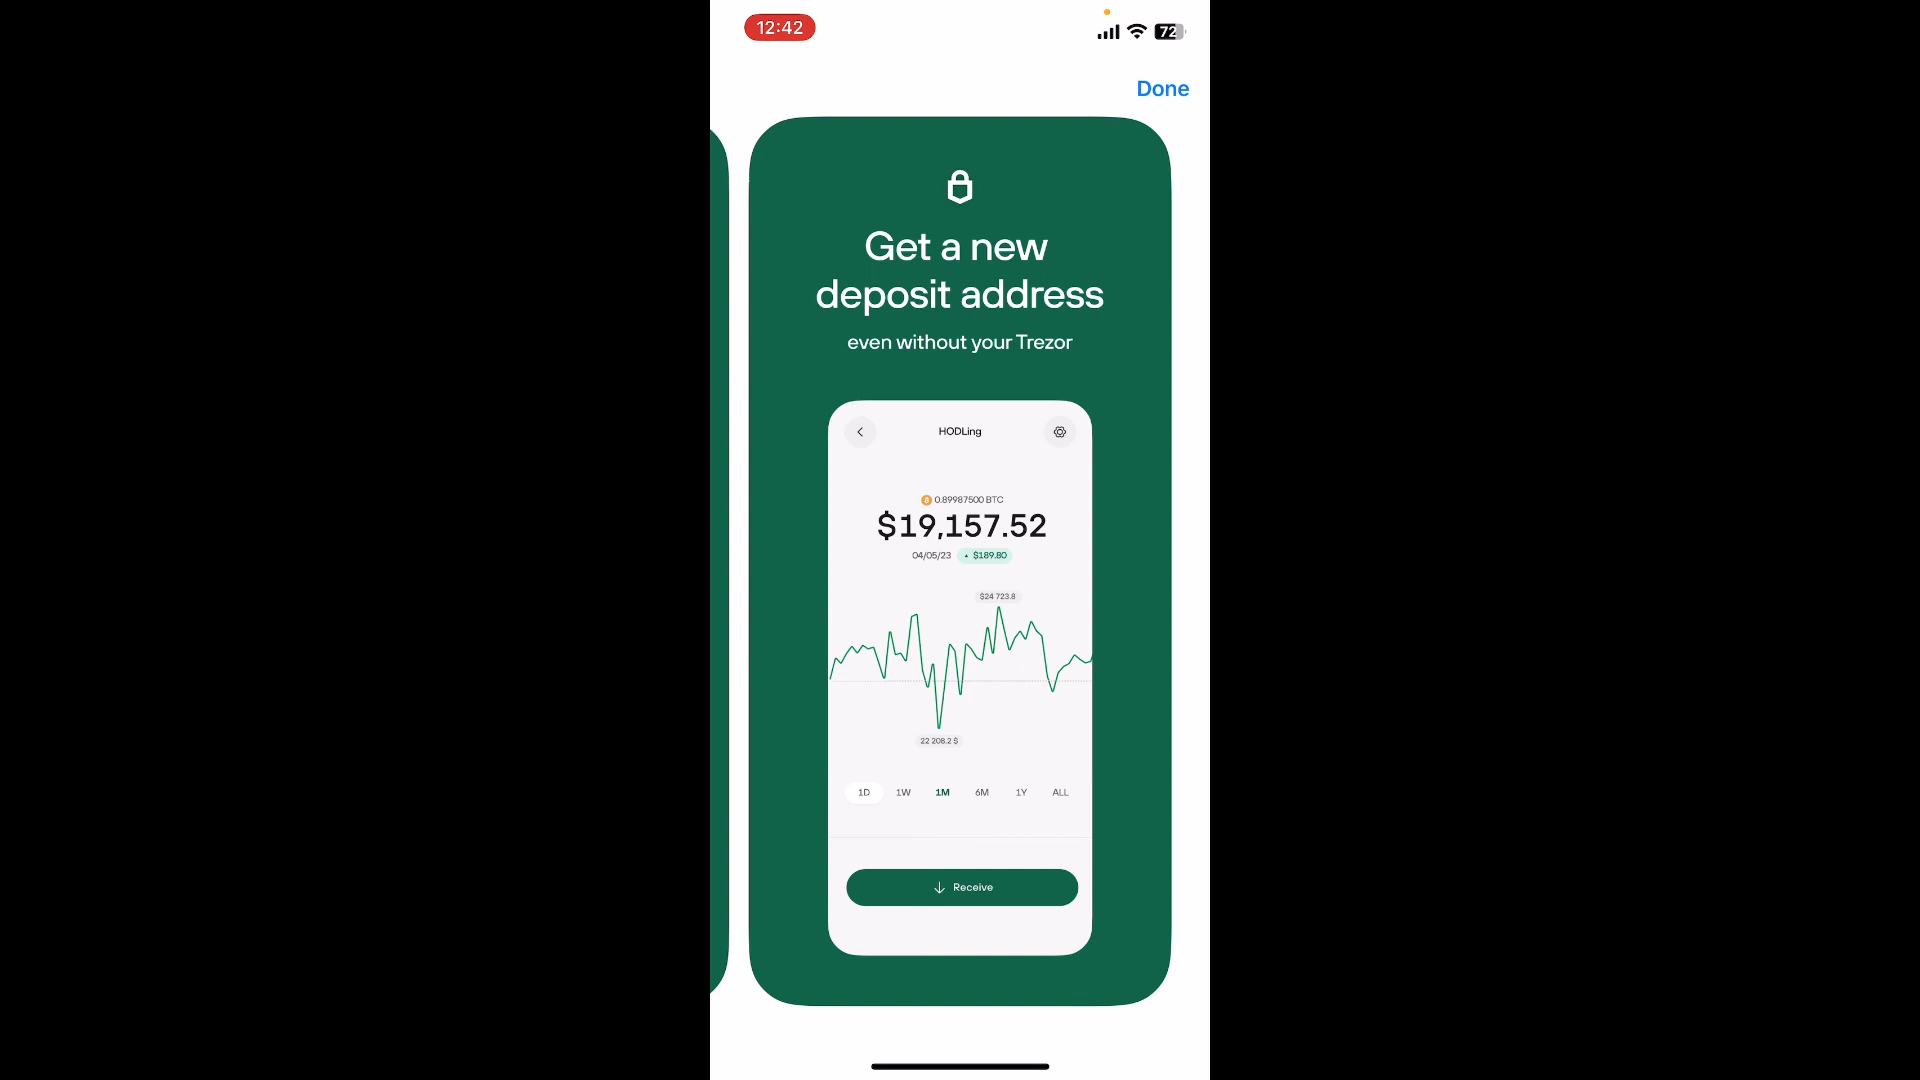 12:42
72
Done
Get a new
deposit address
even without your Trezor
HODLing
0.89987500 BTC
$19,157.52
04/05/23 $189.80
$24 723.8
22 208.2 $
1D 1W 1M 6M 1Y ALL
Receive